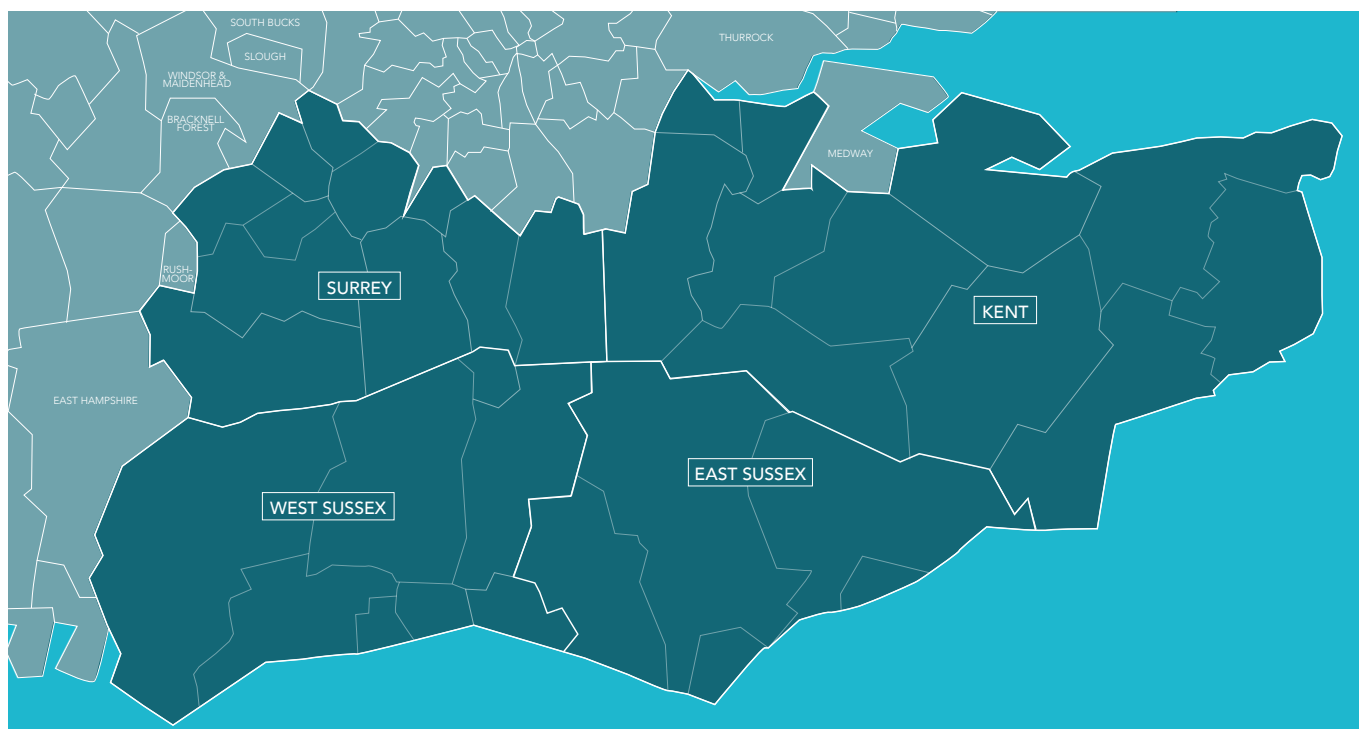 SOUTH BUCKS
SLOUGH
THURROCK
WINDSOR &
MAIDENHEAD
BRACKNELL
FOREST
MEDWAY
RUSH-
MOOR
SURREY
KENT
EAST HAMPSHIRE
EAST SUSSEX
WEST SUSSEX